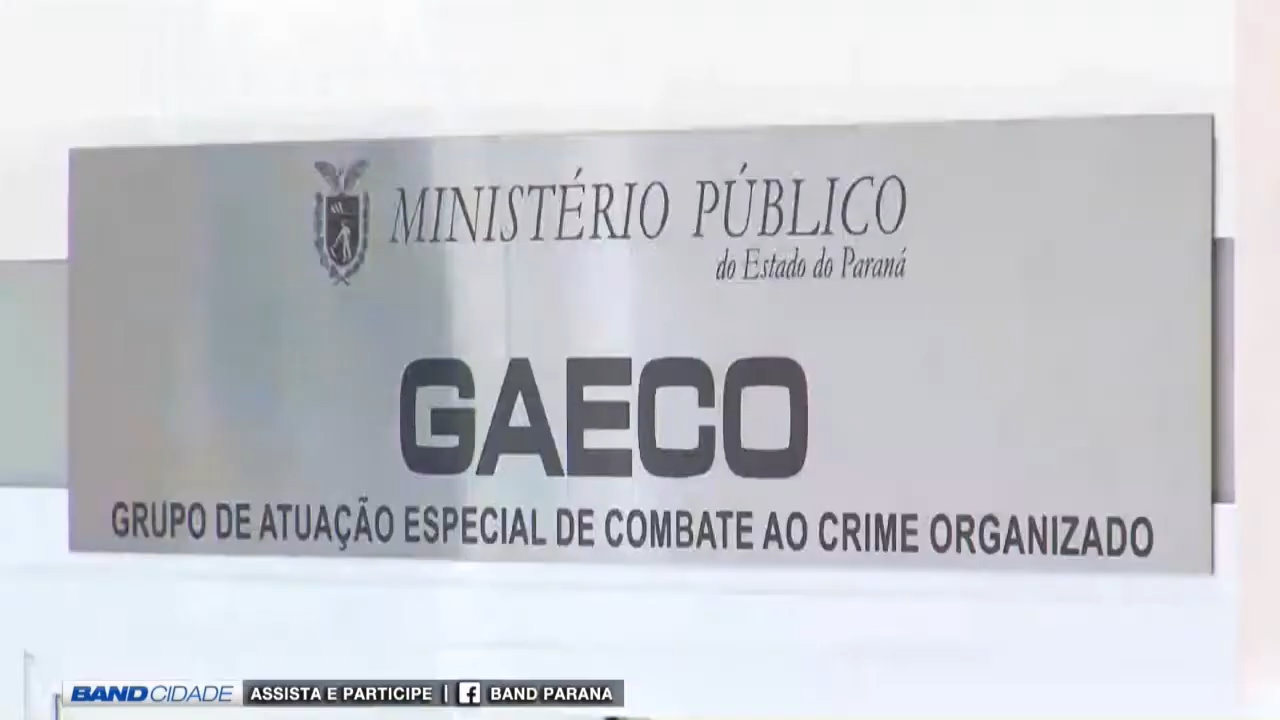 MINISTÉRIO PÚBLICO
do Estado do Paraná
GAECO
GRUPO DE ATUAÇÃO ESPECIAL DE COMBATE AO CRIME ORGANIZADO
BAND CIDADE ASSISTA E PARTICIPE | BAND PARANA